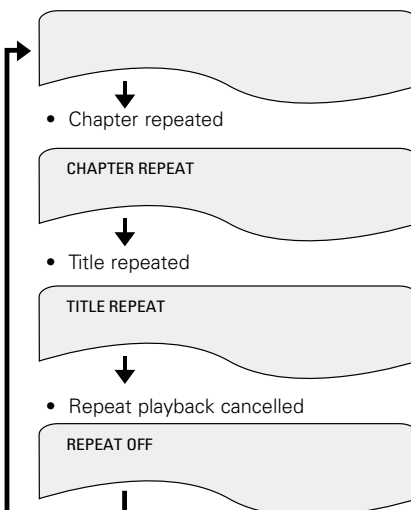 • Chapter repeated
CHAPTER REPEAT
• Title repeated
TITLE REPEAT
• Repeat playback cancelled
REPEAT OFF